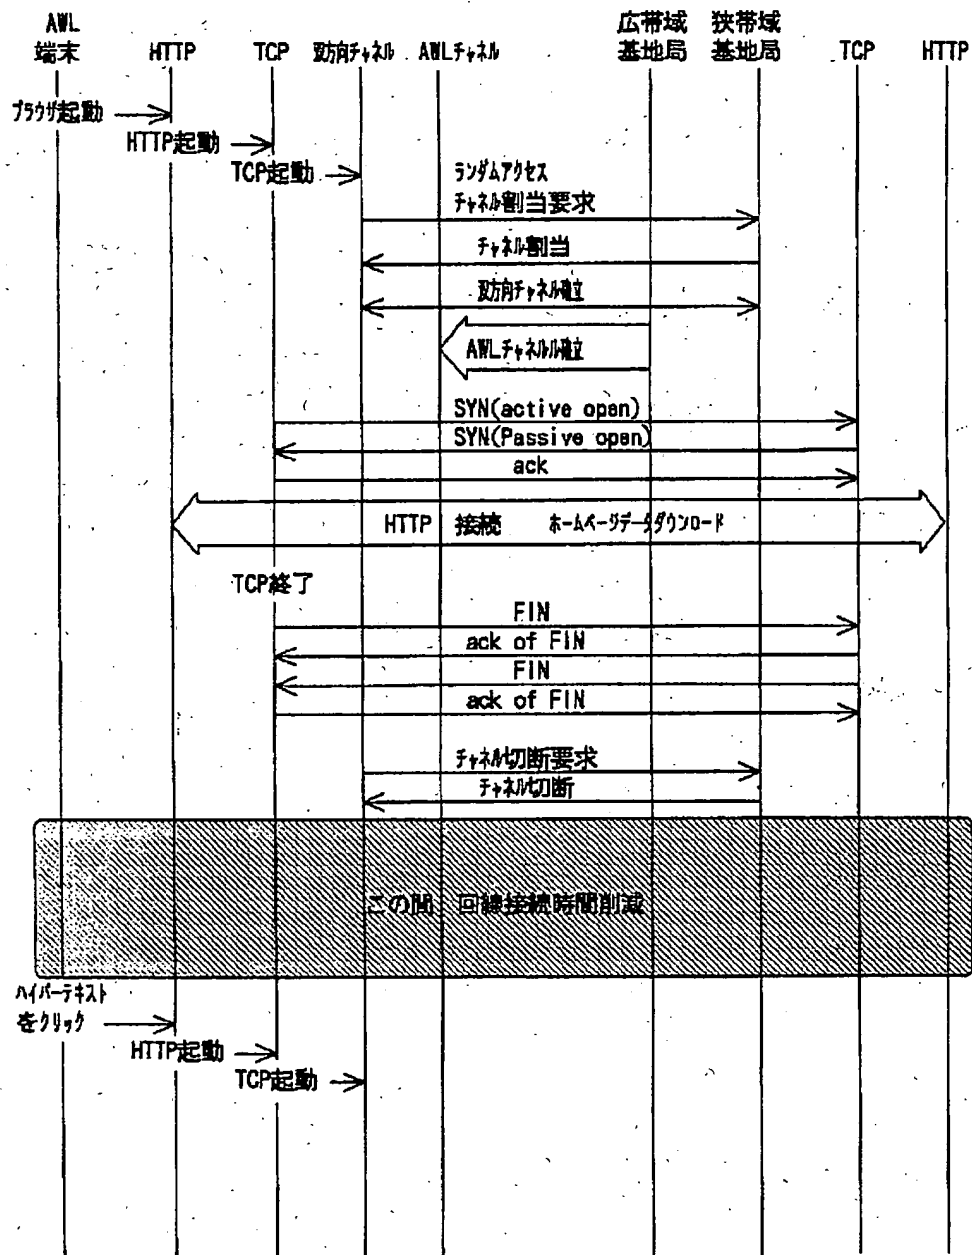 AWL
端末
HTTP
TCP
双方向チャネル
AWLチャネル
広帯域
基地局
狭帯域
基地局
TCP
HTTP
ブラウザ起動
HTTP起動
TCP起動
ランダムアクセス
チャネル割当要求
チャネル割当
双方向チャネル確立
AWLチャネルル確立
SYN(active open)
SYN(Passive open)
ack
HTTP 接続 ホームページデータダウンロード
TCP終了
FIN
ack of FIN
FIN
ack of FIN
チャネル切断要求
チャネル切断
この間 回線接続時間削減
ハイパーテキスト
をクリック
HTTP起動
TCP起動